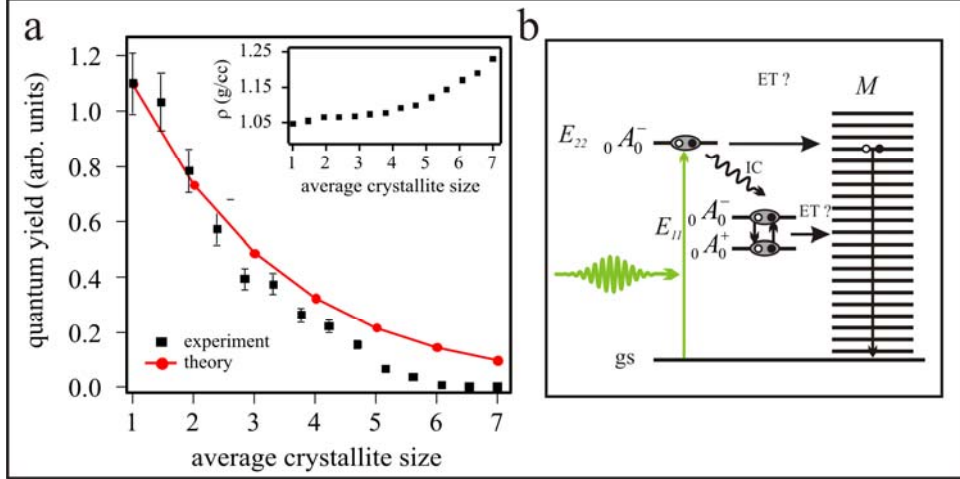 a
quantum yield (arb. units)
1.2
1.0
0.8
0.6
0.4
0.2
0.0
1 2 3 4 5 6 7
average crystallite size
experiment
theory
ρ (g/cc)
1.25
1.15
1.05
1 2 3 4 5 6 7
average crystallite size
b
ET ?
M
E₂₂ ₀A₀⁻
IC
E₁₁ ₀A₀⁻ ET ?
₀A₀⁺
gs